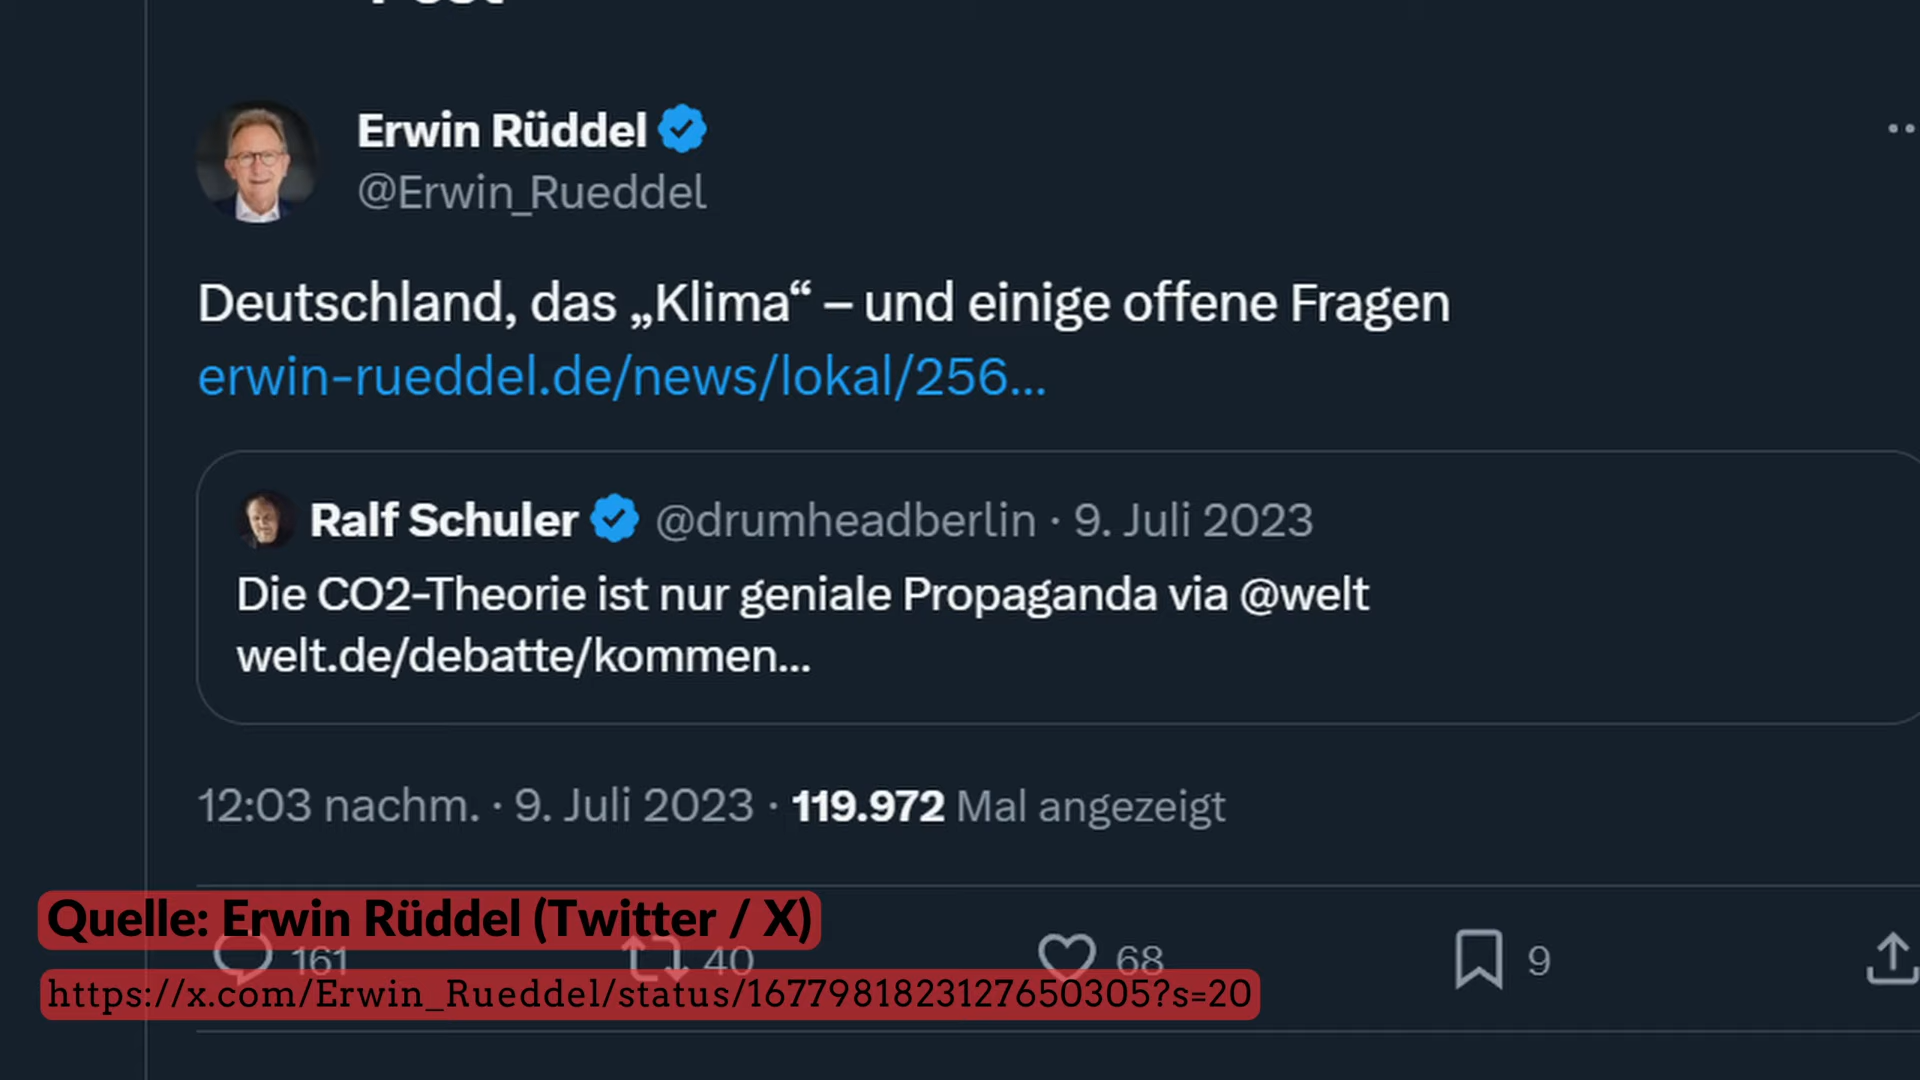 Post
Erwin Rüddel
@Erwin_Rueddel
Deutschland, das „Klima“ – und einige offene Fragen
erwin-rueddel.de/news/lokal/256...
Ralf Schuler @drumheadberlin · 9. Juli 2023
Die CO2-Theorie ist nur geniale Propaganda via @welt
welt.de/debatte/kommen...
12:03 nachm. · 9. Juli 2023 · 119.972 Mal angezeigt
Quelle: Erwin Rüddel (Twitter / X)
161 40 68 9
https://x.com/Erwin_Rueddel/status/1677981823127650305?s=20